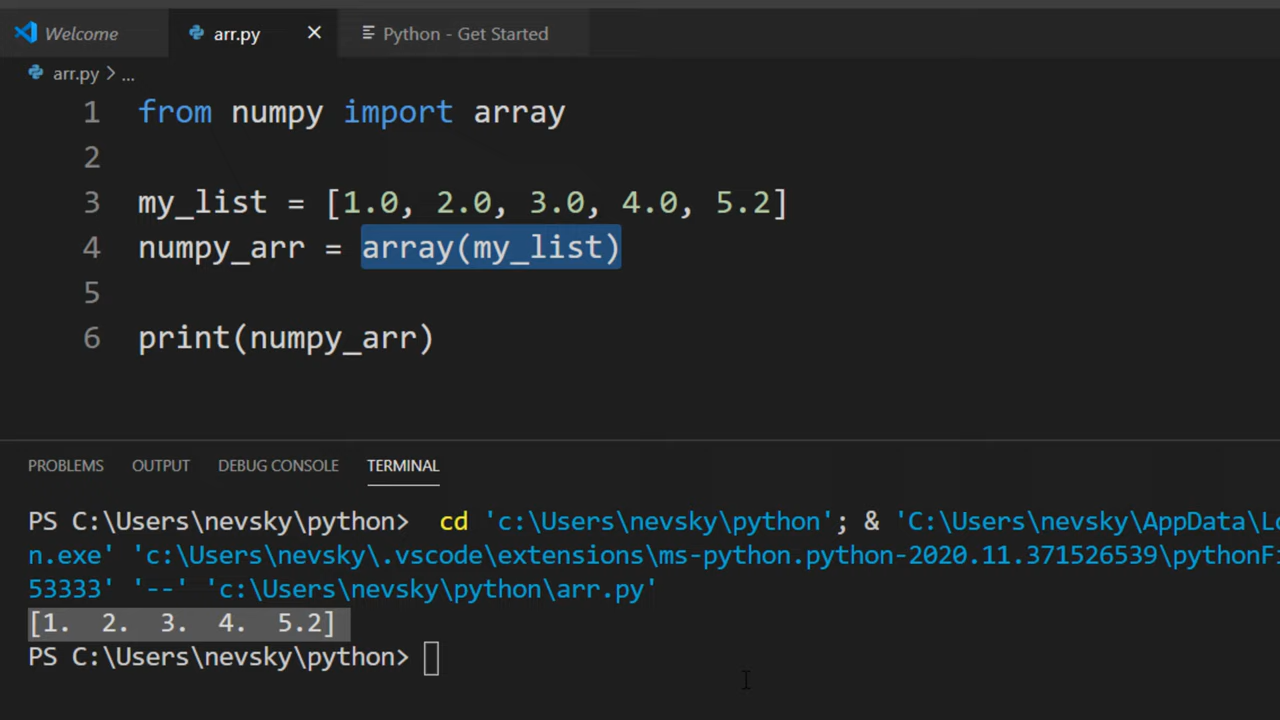 Welcome arr.py × Python - Get Started
arr.py > ...
1 from numpy import array
2
3 my_list = [1.0, 2.0, 3.0, 4.0, 5.2]
4 numpy_arr = array(my_list)
5
6 print(numpy_arr)
PROBLEMS OUTPUT DEBUG CONSOLE TERMINAL
PS C:\Users\nevsky\python> cd 'c:\Users\nevsky\python'; & 'C:\Users\nevsky\AppData\Lo
n.exe' 'c:\Users\nevsky\.vscode\extensions\ms-python.python-2020.11.371526539\pythonFi
53333' '--' 'c:\Users\nevsky\python\arr.py'
[1. 2. 3. 4. 5.2]
PS C:\Users\nevsky\python>